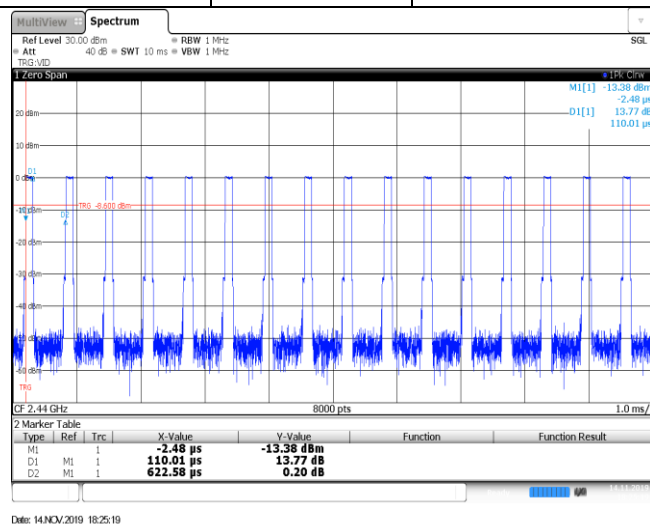 MultiView Spectrum
Ref Level 30.00 dBm RBW 1 MHz SGL
Att 40 dB SWT 10 ms VBW 1 MHz
TRG:VID
1 Zero Span 1Pk Clrw
M1[1] -13.38 dBm
-2.48 µs
20 dBm D1[1] 13.77 dB
110.01 µs
10 dBm
D1
0 dBm
TRG -8.600 dBm
-10 dBm D2
-20 dBm
-30 dBm
-40 dBm
-50 dBm
-60 dBm
TRG
CF 2.44 GHz 8000 pts 1.0 ms/
2 Marker Table
Type Ref Trc X-Value Y-Value Function Function Result
M1 1 -2.48 µs -13.38 dBm
D1 M1 1 110.01 µs 13.77 dB
D2 M1 1 622.58 µs 0.20 dB
Date: 14.NOV.2019 18:25:19